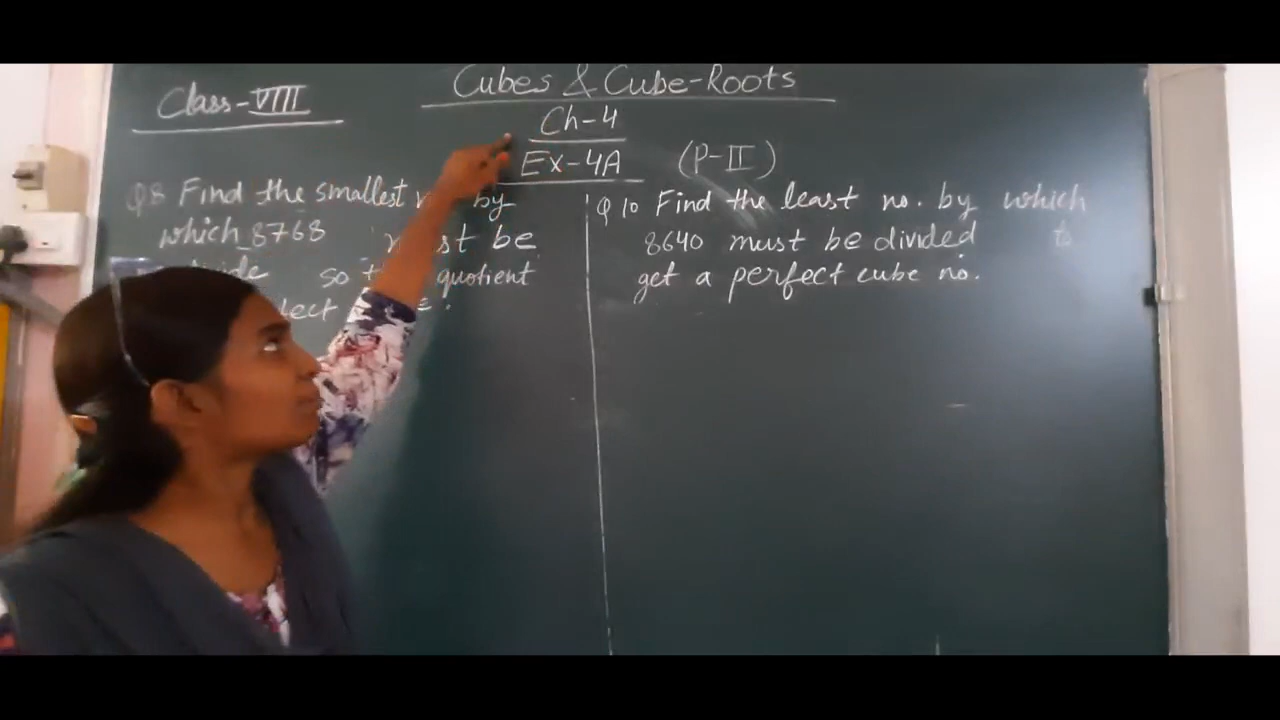 Class-VIII
Cubes & Cube-Roots
Ch-4
Ex-4A (P-II)
Q8 Find the smallest by
which 8768 must be
so quotient
Q 10 Find the least no. by which
8640 must be divided to
get a perfect cube no.